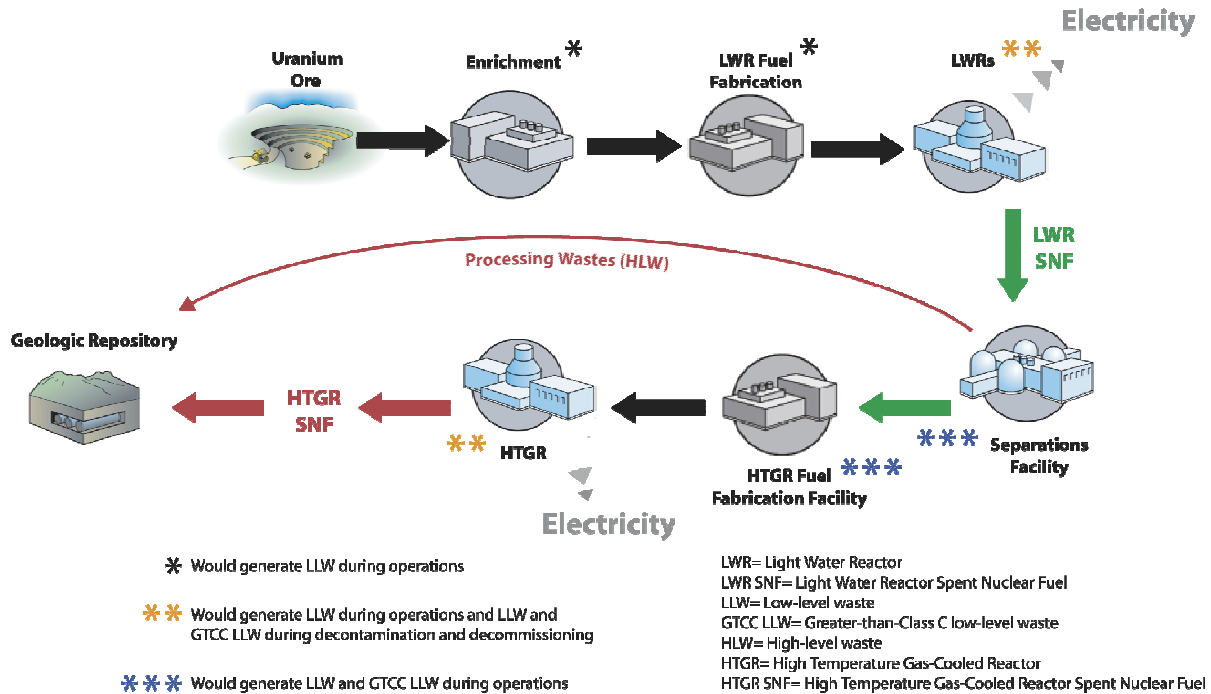 Electricity
Uranium
Ore
Enrichment *
LWR Fuel *
Fabrication
LWRs **
LWR
SNF
Processing Wastes (HLW)
Geologic Repository
HTGR
SNF
** HTGR
Electricity
HTGR Fuel ***
Fabrication Facility
***
Separations
Facility
* Would generate LLW during operations
** Would generate LLW during operations and LLW and
GTCC LLW during decontamination and decommissioning
*** Would generate LLW and GTCC LLW during operations
LWR= Light Water Reactor
LWR SNF= Light Water Reactor Spent Nuclear Fuel
LLW= Low-level waste
GTCC LLW= Greater-than-Class C low-level waste
HLW= High-level waste
HTGR= High Temperature Gas-Cooled Reactor
HTGR SNF= High Temperature Gas-Cooled Reactor Spent Nuclear Fuel